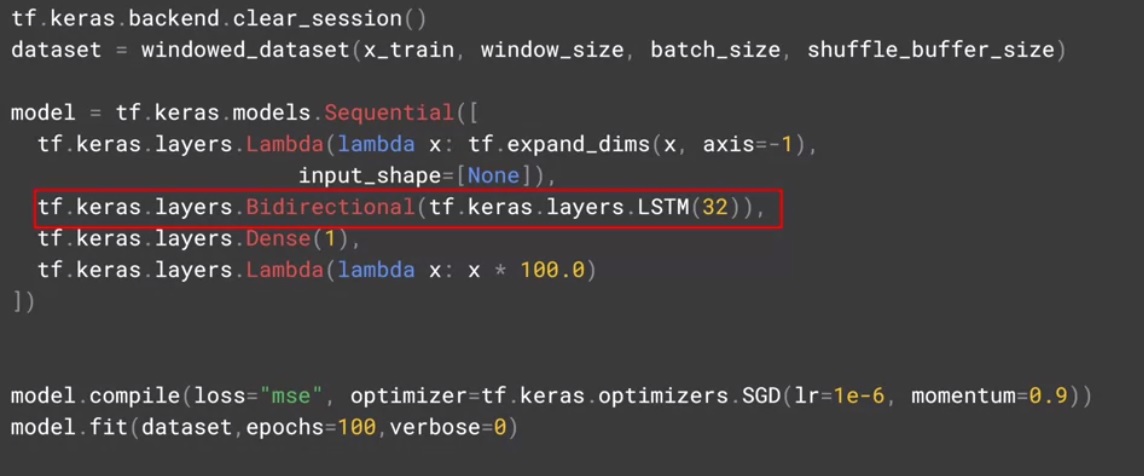 tf.keras.backend.clear_session()
dataset = windowed_dataset(x_train, window_size, batch_size, shuffle_buffer_size)
model = tf.keras.models.Sequential([
  tf.keras.layers.Lambda(lambda x: tf.expand_dims(x, axis=-1),
                      input_shape=[None]),
  tf.keras.layers.Bidirectional(tf.keras.layers.LSTM(32)),
  tf.keras.layers.Dense(1),
  tf.keras.layers.Lambda(lambda x: x * 100.0)
])
model.compile(loss="mse", optimizer=tf.keras.optimizers.SGD(lr=1e-6, momentum=0.9))
model.fit(dataset,epochs=100,verbose=0)